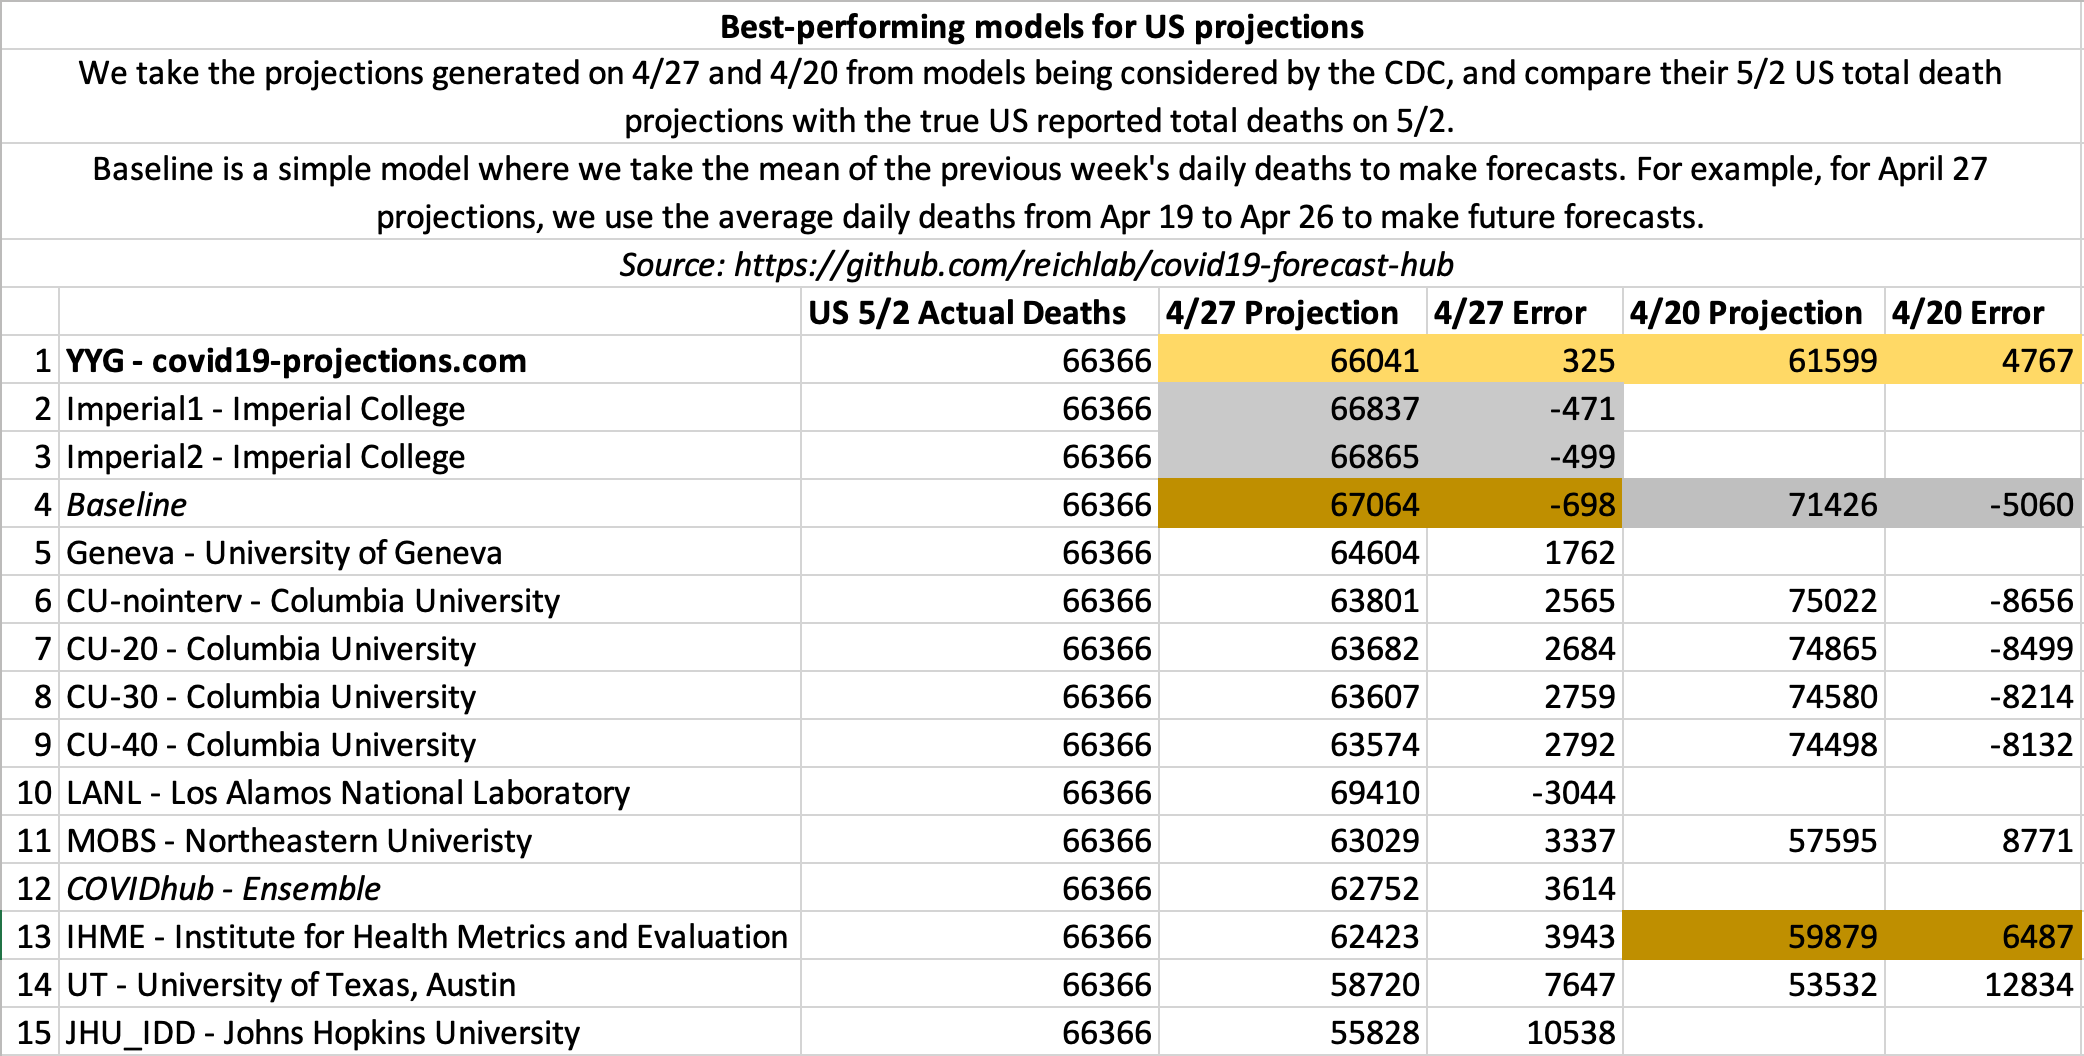 Best-performing models for US projections
We take the projections generated on 4/27 and 4/20 from models being considered by the CDC, and compare their 5/2 US total death
projections with the true US reported total deaths on 5/2.
Baseline is a simple model where we take the mean of the previous week's daily deaths to make forecasts. For example, for April 27
projections, we use the average daily deaths from Apr 19 to Apr 26 to make future forecasts.
Source: https://github.com/reichlab/covid19-forecast-hub
US 5/2 Actual Deaths 4/27 Projection 4/27 Error 4/20 Projection 4/20 Error
1 YYG - covid19-projections.com 66366 66041 325 61599 4767
2 Imperial1 - Imperial College 66366 66837 -471
3 Imperial2 - Imperial College 66366 66865 -499
4 Baseline 66366 67064 -698 71426 -5060
5 Geneva - University of Geneva 66366 64604 1762
6 CU-nointerv - Columbia University 66366 63801 2565 75022 -8656
7 CU-20 - Columbia University 66366 63682 2684 74865 -8499
8 CU-30 - Columbia University 66366 63607 2759 74580 -8214
9 CU-40 - Columbia University 66366 63574 2792 74498 -8132
10 LANL - Los Alamos National Laboratory 66366 69410 -3044
11 MOBS - Northeastern Univeristy 66366 63029 3337 57595 8771
12 COVIDhub - Ensemble 66366 62752 3614
13 IHME - Institute for Health Metrics and Evaluation 66366 62423 3943 59879 6487
14 UT - University of Texas, Austin 66366 58720 7647 53532 12834
15 JHU_IDD - Johns Hopkins University 66366 55828 10538